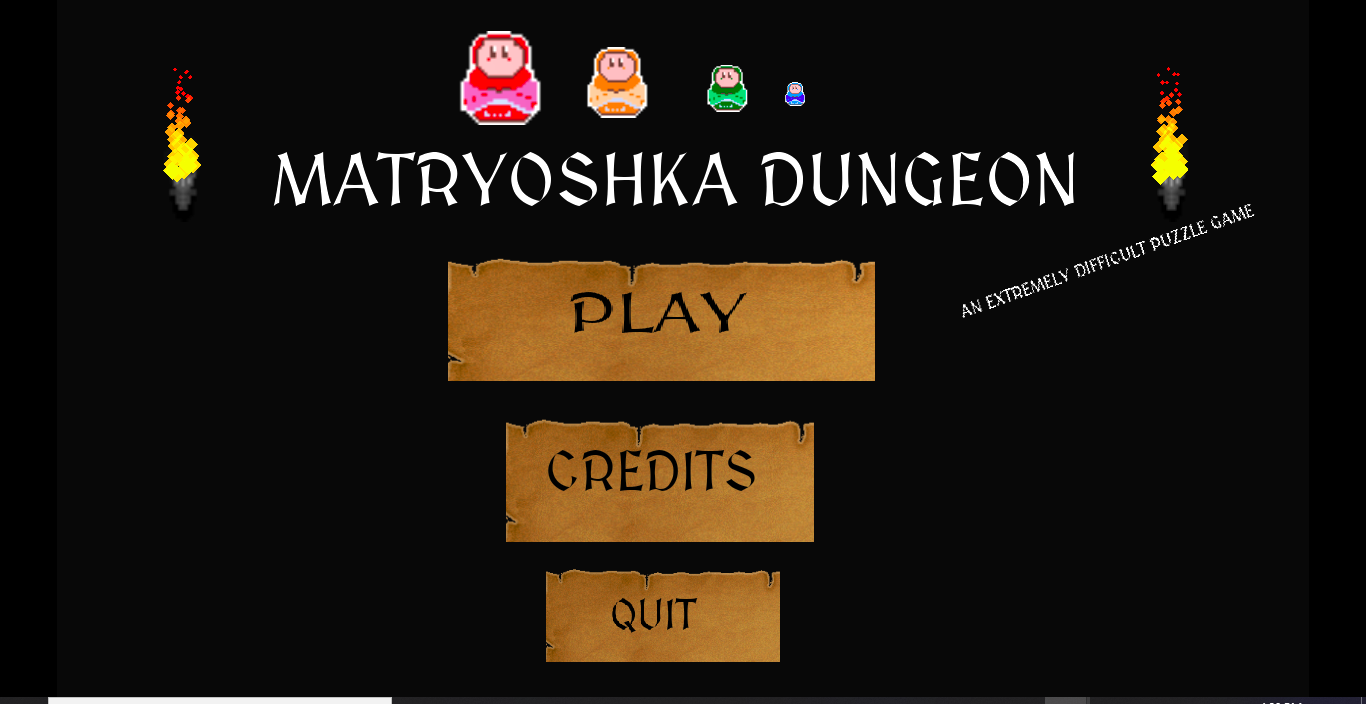 MATRYOSHKA DUNGEON
AN EXTREMELY DIFFICULT PUZZLE GAME
PLAY
CREDITS
QUIT